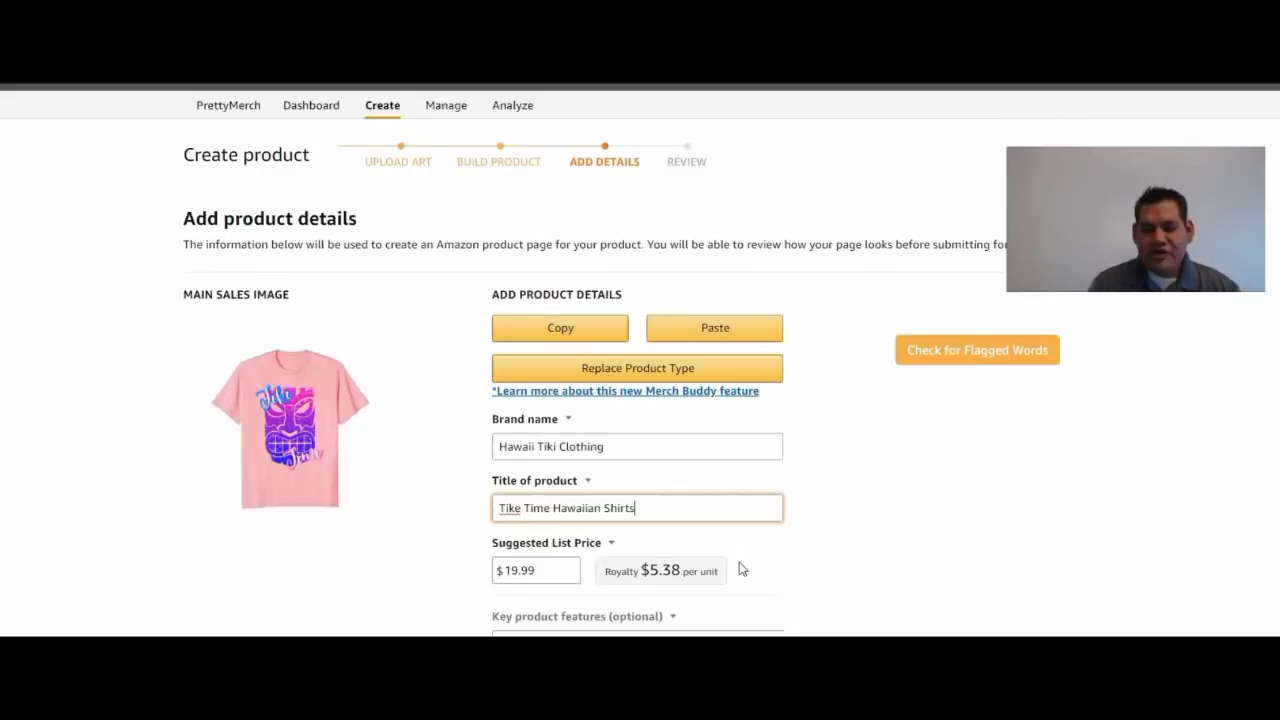 PrettyMerch Dashboard Create Manage Analyze
Create product
UPLOAD ART BUILD PRODUCT ADD DETAILS REVIEW
Add product details
The information below will be used to create an Amazon product page for your product. You will be able to review how your page looks before submitting for
MAIN SALES IMAGE
ADD PRODUCT DETAILS
Copy Paste
Check for Flagged Words
Replace Product Type
*Learn more about this new Merch Buddy feature
Brand name
Hawaii Tiki Clothing
Title of product
Tike Time Hawaiian Shirts
Suggested List Price
$19.99 Royalty $5.38 per unit
Key product features (optional)